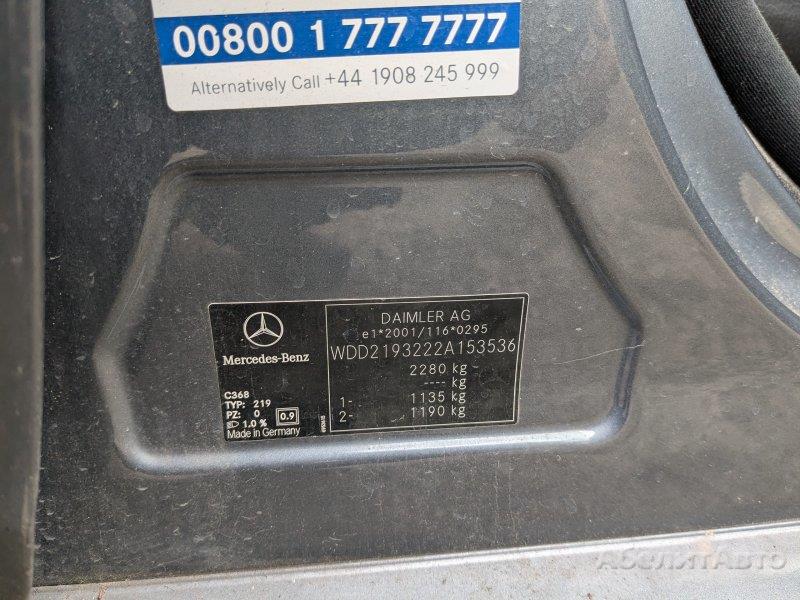 00800 1 777 7777
Alternatively Call +44 1908 245 999
Mercedes-Benz
C368
TYP: 219
PZ: 0
0.9
1.0 %
Made in Germany
DAIMLER AG
e1*2001/116*0295
WDD2193222A153536
2280 kg
---- kg
1- 1135 kg
2- 1190 kg
АбелитАвто